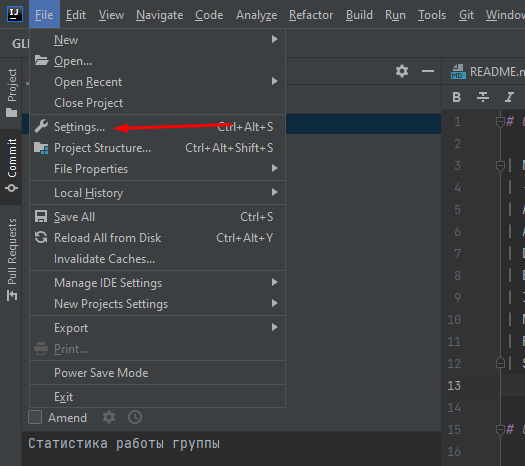 IJ File Edit View Navigate Code Analyze Refactor Build Run Tools Git
GL
New
Open...
Open Recent
Close Project
Settings... Ctrl+Alt+S
Project Structure... Ctrl+Alt+Shift+S
File Properties
Local History
Save All Ctrl+S
Reload All from Disk Ctrl+Alt+Y
Invalidate Caches...
Manage IDE Settings
New Projects Settings
Export
Print...
Power Save Mode
Exit
Amend
Статистика работы группы
Project
Commit
Pull Requests
MD README.m
B S I
1 #
2
3 |
4 |
5 |
6 |
7 |
8 |
9 |
10 |
11 |
12 |
13
14
15 #
16